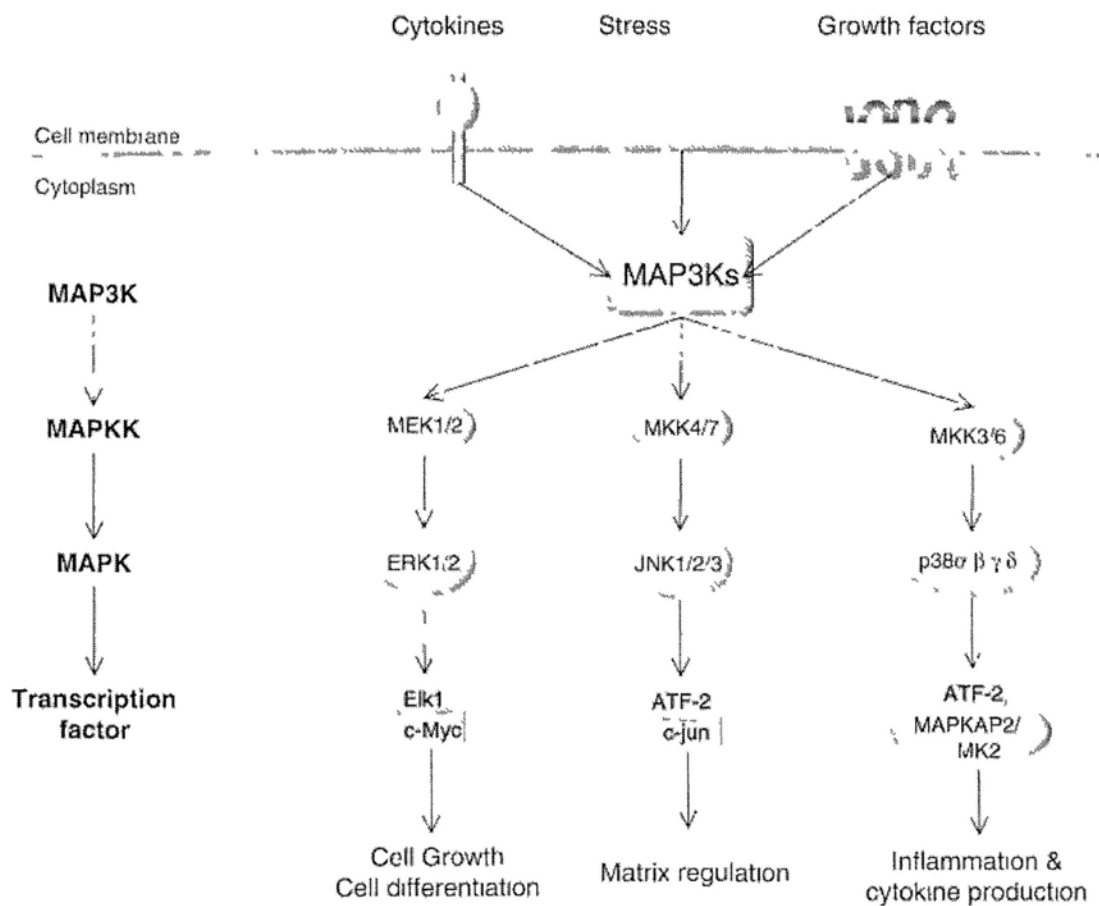 Cytokines Stress Growth factors
Cell membrane
Cytoplasm
MAP3Ks
MAP3K
MAPKK MEK1/2 MKK4/7 MKK3/6
MAPK ERK1/2 JNK1/2/3 p38α β γ δ
Transcription
factor
Elk1
c-Myc
ATF-2
c-jun
ATF-2,
MAPKAP2/
MK2
Cell Growth
Cell differentiation
Matrix regulation
Inflammation &
cytokine production